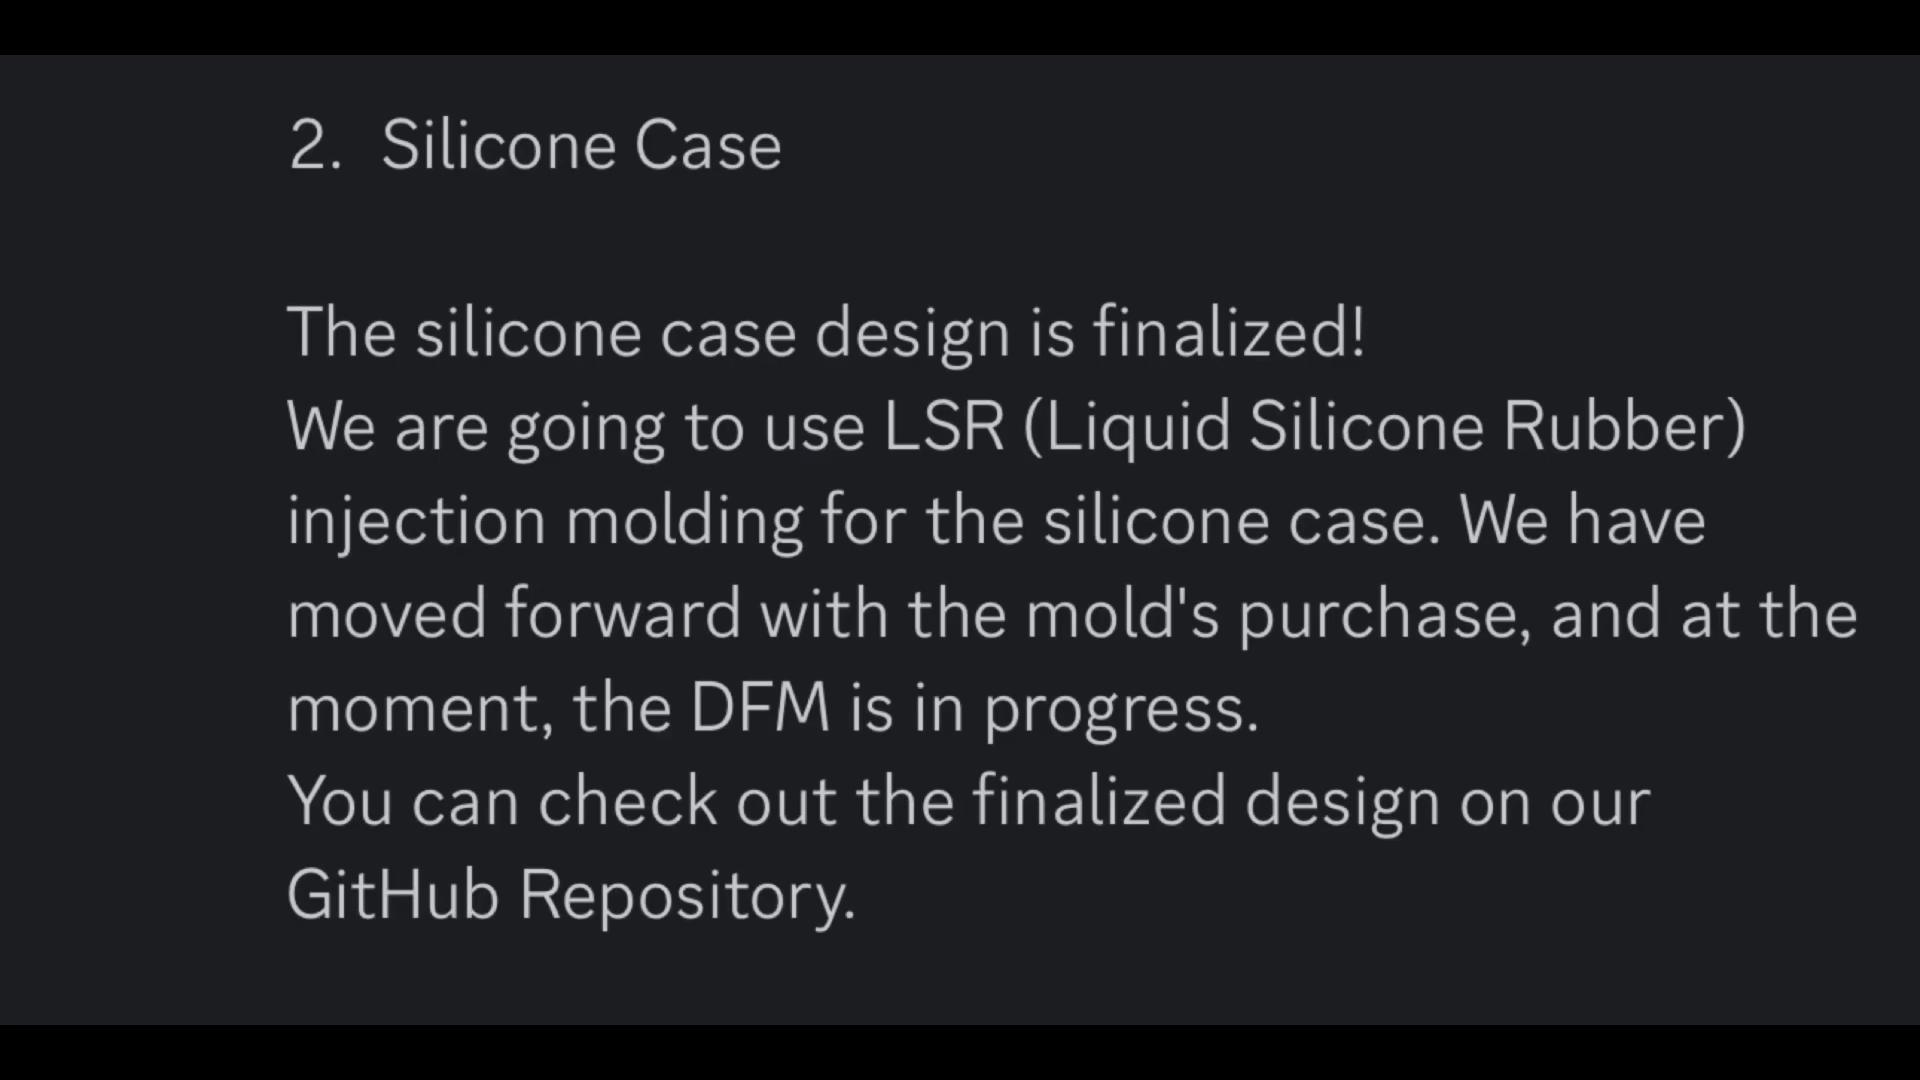 2. Silicone Case
The silicone case design is finalized!
We are going to use LSR (Liquid Silicone Rubber)
injection molding for the silicone case. We have
moved forward with the mold's purchase, and at the
moment, the DFM is in progress.
You can check out the finalized design on our
GitHub Repository.